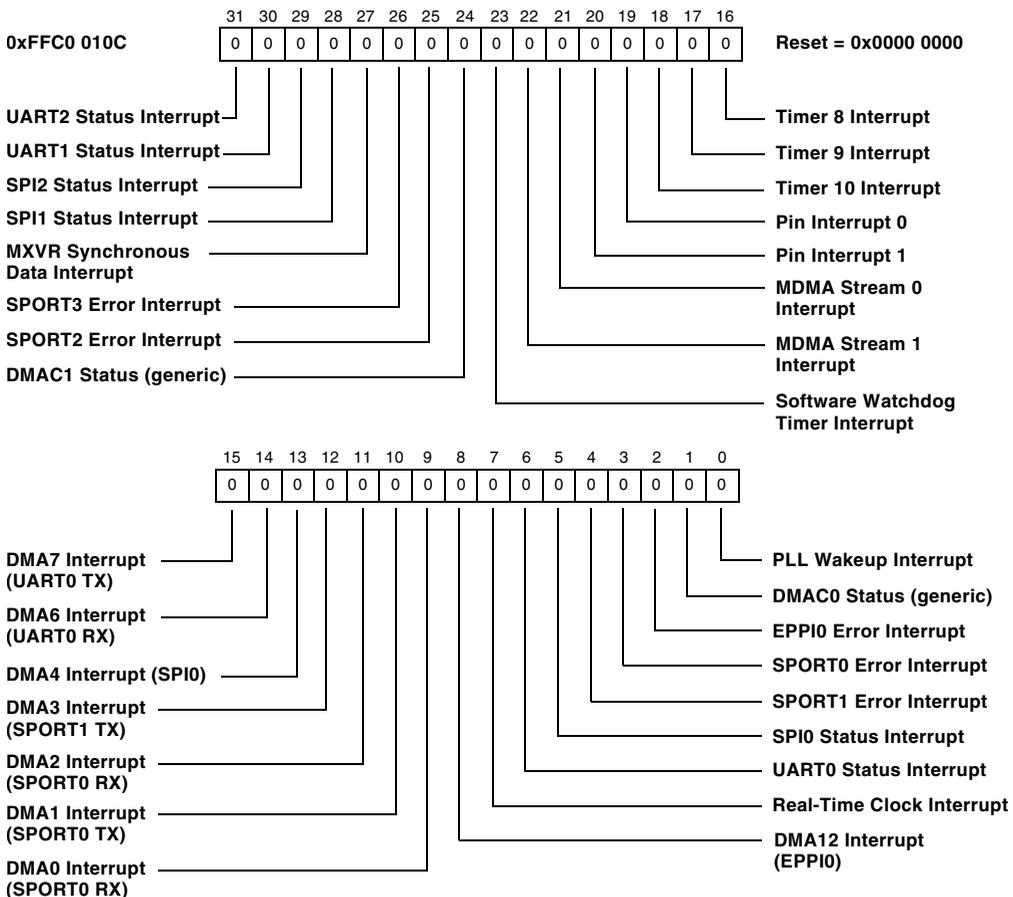 31 30 29 28 27 26 25 24 23 22 21 20 19 18 17 16
0xFFC0 010C
0 0 0 0 0 0 0 0 0 0 0 0 0 0 0 0
Reset = 0x0000 0000
UART2 Status Interrupt
UART1 Status Interrupt
SPI2 Status Interrupt
SPI1 Status Interrupt
MXVR Synchronous
Data Interrupt
SPORT3 Error Interrupt
SPORT2 Error Interrupt
DMAC1 Status (generic)
Timer 8 Interrupt
Timer 9 Interrupt
Timer 10 Interrupt
Pin Interrupt 0
Pin Interrupt 1
MDMA Stream 0
Interrupt
MDMA Stream 1
Interrupt
Software Watchdog
Timer Interrupt
15 14 13 12 11 10 9 8 7 6 5 4 3 2 1 0
0 0 0 0 0 0 0 0 0 0 0 0 0 0 0 0
DMA7 Interrupt
(UART0 TX)
DMA6 Interrupt
(UART0 RX)
DMA4 Interrupt (SPI0)
DMA3 Interrupt
(SPORT1 TX)
DMA2 Interrupt
(SPORT0 RX)
DMA1 Interrupt
(SPORT0 TX)
DMA0 Interrupt
(SPORT0 RX)
PLL Wakeup Interrupt
DMAC0 Status (generic)
EPPI0 Error Interrupt
SPORT0 Error Interrupt
SPORT1 Error Interrupt
SPI0 Status Interrupt
UART0 Status Interrupt
Real-Time Clock Interrupt
DMA12 Interrupt
(EPPI0)